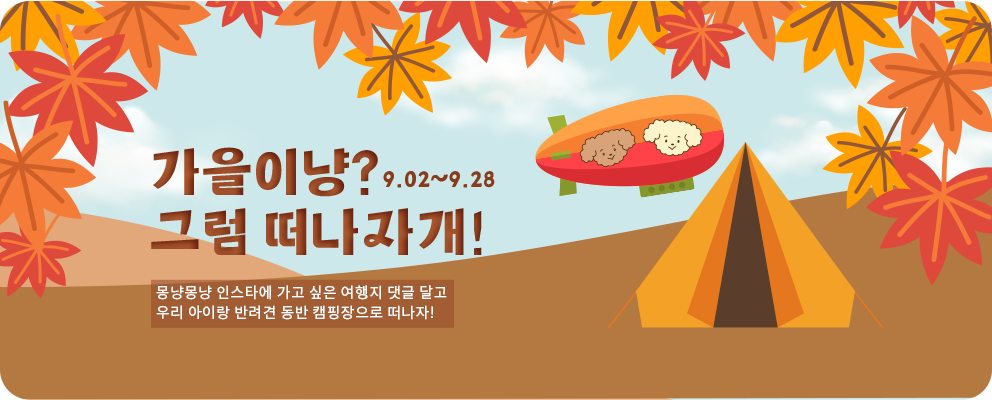 가을이냥? 9.02~9.28
그럼 떠나자개!
몽냥몽냥 인스타에 가고 싶은 여행지 댓글 달고
우리 아이랑 반려견 동반 캠핑장으로 떠나자!